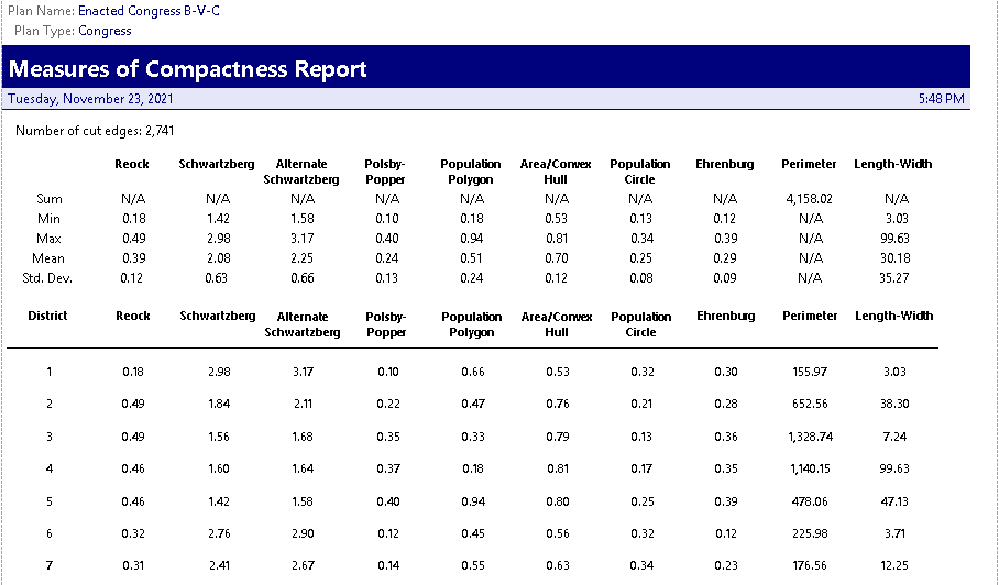 Plan Name: Enacted Congress B-V-C
Plan Type: Congress
Measures of Compactness Report
Tuesday, November 23, 2021 5:48 PM
Number of cut edges: 2,741
Reock Schwartzberg Alternate Schwartzberg Polsby-Popper Population Polygon Area/Convex Hull Population Circle Ehrenburg Perimeter Length-Width
Sum N/A N/A N/A N/A N/A N/A N/A N/A 4,158.02 N/A
Min 0.18 1.42 1.58 0.10 0.18 0.53 0.13 0.12 N/A 3.03
Max 0.49 2.98 3.17 0.40 0.94 0.81 0.34 0.39 N/A 99.63
Mean 0.39 2.08 2.25 0.24 0.51 0.70 0.25 0.29 N/A 30.18
Std. Dev. 0.12 0.63 0.66 0.13 0.24 0.12 0.08 0.09 N/A 35.27
District Reock Schwartzberg Alternate Schwartzberg Polsby-Popper Population Polygon Area/Convex Hull Population Circle Ehrenburg Perimeter Length-Width
1 0.18 2.98 3.17 0.10 0.66 0.53 0.32 0.30 155.97 3.03
2 0.49 1.84 2.11 0.22 0.47 0.76 0.21 0.28 652.56 38.30
3 0.49 1.56 1.68 0.35 0.33 0.79 0.13 0.36 1,328.74 7.24
4 0.46 1.60 1.64 0.37 0.18 0.81 0.17 0.35 1,140.15 99.63
5 0.46 1.42 1.58 0.40 0.94 0.80 0.25 0.39 478.06 47.13
6 0.32 2.76 2.90 0.12 0.45 0.56 0.32 0.12 225.98 3.71
7 0.31 2.41 2.67 0.14 0.55 0.63 0.34 0.23 176.56 12.25